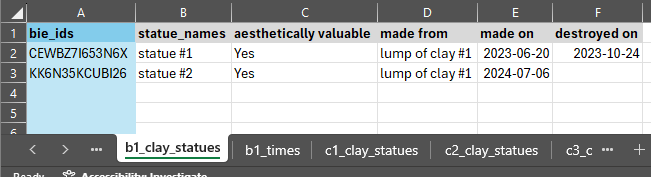 A B C D E F
1 bie_ids statue_names aesthetically valuable made from made on destroyed on
2 CEWBZ7I653N6X statue #1 Yes lump of clay #1 2023-06-20 2023-10-24
3 KK6N35KCUBI26 statue #2 Yes lump of clay #1 2024-07-06
4
5
6
b1_clay_statues b1_times c1_clay_statues c2_clay_statues c3_c
Ready Accessibility: Investigate